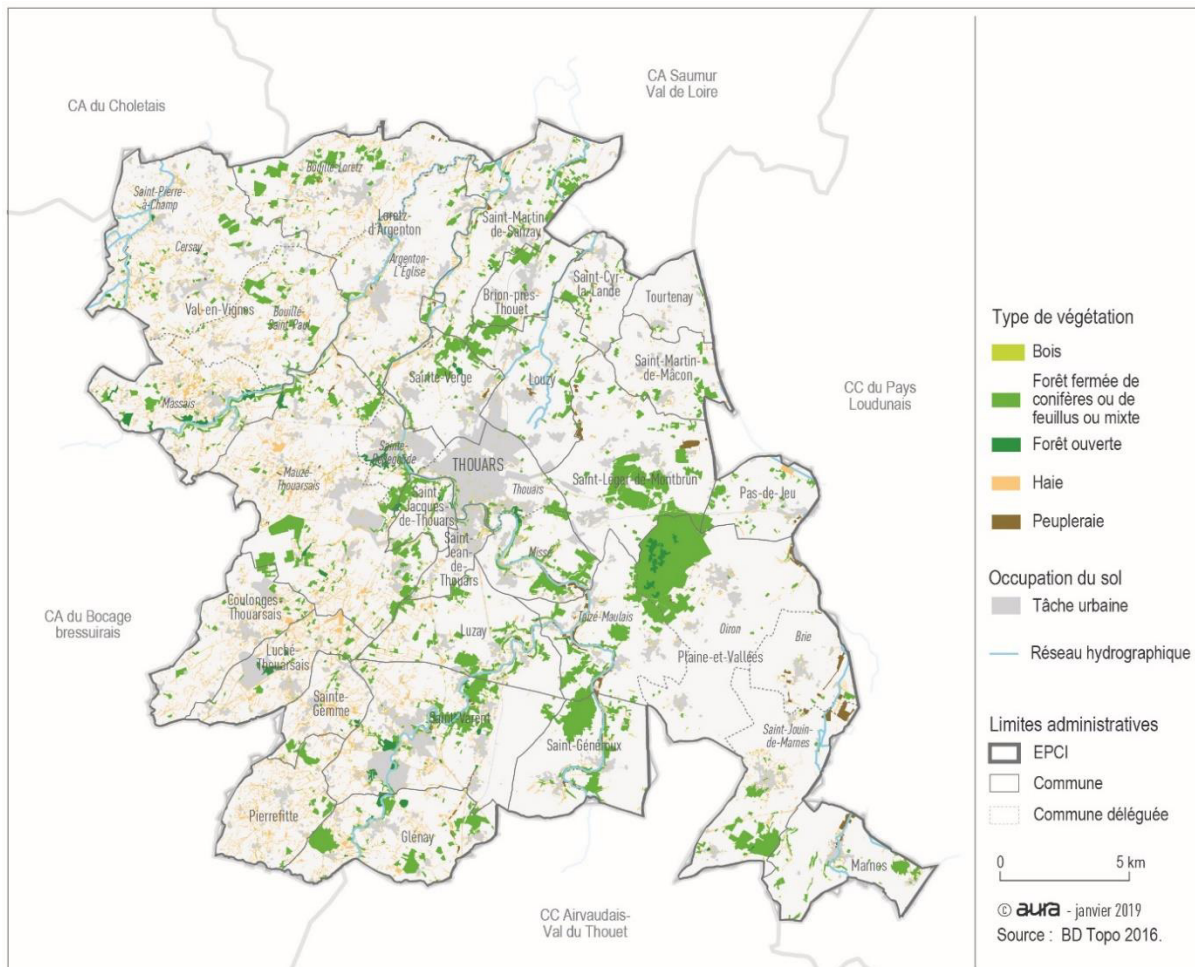 CA Saumur
Val de Loire
CA du Choletais
Bouillé-Loretz
Saint-Pierre-
à-Champ
Loretz-
d'Argenton
Saint-Martin-
de-Sanzay
Cersay
Argenton-
L'Eglise
Saint-Cyr-
la-Lande
Brion-près-
Thouet
Tourtenay
Val-en-Vignes
Bouillé-
Saint-Paul
Saint-Martin-
de-Mâcon
Sainte-Verge
Louzy
CC du Pays
Loudunais
Massais
Sainte-
Radegonde
THOUARS
Mauzé-
Thouarsais
Thouars
Saint-Léger-de-Montbrun
Pas-de-Jeu
Saint-
Jacques-
de-Thouars
Saint-
Jean-
de-
Thouars
Missé
CA du Bocage
bressuirais
Coulonges-
Thouarsais
Taizé-Maulais
Oiron
Brie
Luzay
Luché-
Thouarsais
Plaine-et-Vallées
Sainte-
Gemme
Saint-Varent
Saint-Généroux
Saint-Jouin-
de-Marnes
Pierrefitte
Glénay
Marnes
CC Airvaudais-
Val du Thouet
Type de végétation
Bois
Forêt fermée de
conifères ou de
feuillus ou mixte
Forêt ouverte
Haie
Peupleraie
Occupation du sol
Tâche urbaine
Réseau hydrographique
Limites administratives
EPCI
Commune
Commune déléguée
0 5 km
© aura - janvier 2019
Source : BD Topo 2016.